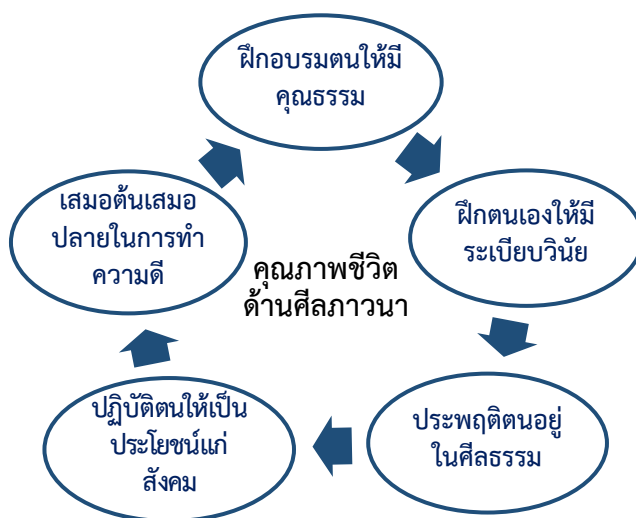 ฝึกอบรมตนให้มี
คุณธรรม
ฝึกตนเองให้มี
ระเบียบวินัย
ประพฤติตนอยู่
ในศีลธรรม
ปฏิบัติตนให้เป็น
ประโยชน์แก่
สังคม
เสมอต้นเสมอ
ปลายในการทำ
ความดี
คุณภาพชีวิต
ด้านศีลภาวนา